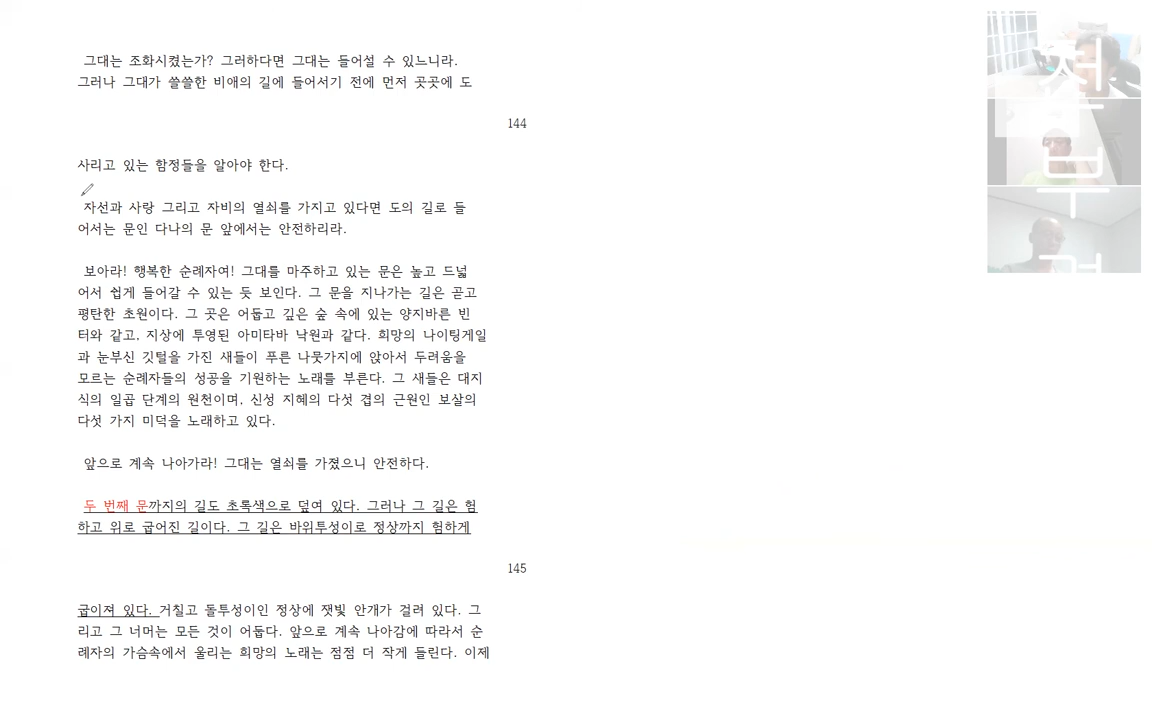 그대는 조화시켰는가? 그러하다면 그대는 들어설 수 있느니라.
그러나 그대가 쓸쓸한 비애의 길에 들어서기 전에 먼저 곳곳에 도
144
사리고 있는 함정들을 알아야 한다.
자선과 사랑 그리고 자비의 열쇠를 가지고 있다면 도의 길로 들
어서는 문인 다나의 문 앞에서는 안전하리라.
보아라! 행복한 순례자여! 그대를 마주하고 있는 문은 높고 드넓
어서 쉽게 들어갈 수 있는 듯 보인다. 그 문을 지나가는 길은 곧고
평탄한 초원이다. 그 곳은 어둡고 깊은 숲 속에 있는 양지바른 빈
터와 같고, 지상에 투영된 아미타바 낙원과 같다. 희망의 나이팅게일
과 눈부신 깃털을 가진 새들이 푸른 나뭇가지에 앉아서 두려움을
모르는 순례자들의 성공을 기원하는 노래를 부른다. 그 새들은 대지
식의 일곱 단계의 원천이며, 신성 지혜의 다섯 겹의 근원인 보살의
다섯 가지 미덕을 노래하고 있다.
앞으로 계속 나아가라! 그대는 열쇠를 가졌으니 안전하다.
두 번째 문까지의 길도 초록색으로 덮여 있다. 그러나 그 길은 험
하고 위로 굽어진 길이다. 그 길은 바위투성이로 정상까지 험하게
145
굽이져 있다. 거칠고 돌투성이인 정상에 잿빛 안개가 걸려 있다. 그
리고 그 너머는 모든 것이 어둡다. 앞으로 계속 나아감에 따라서 순
례자의 가슴속에서 울리는 희망의 노래는 점점 더 작게 들린다. 이제